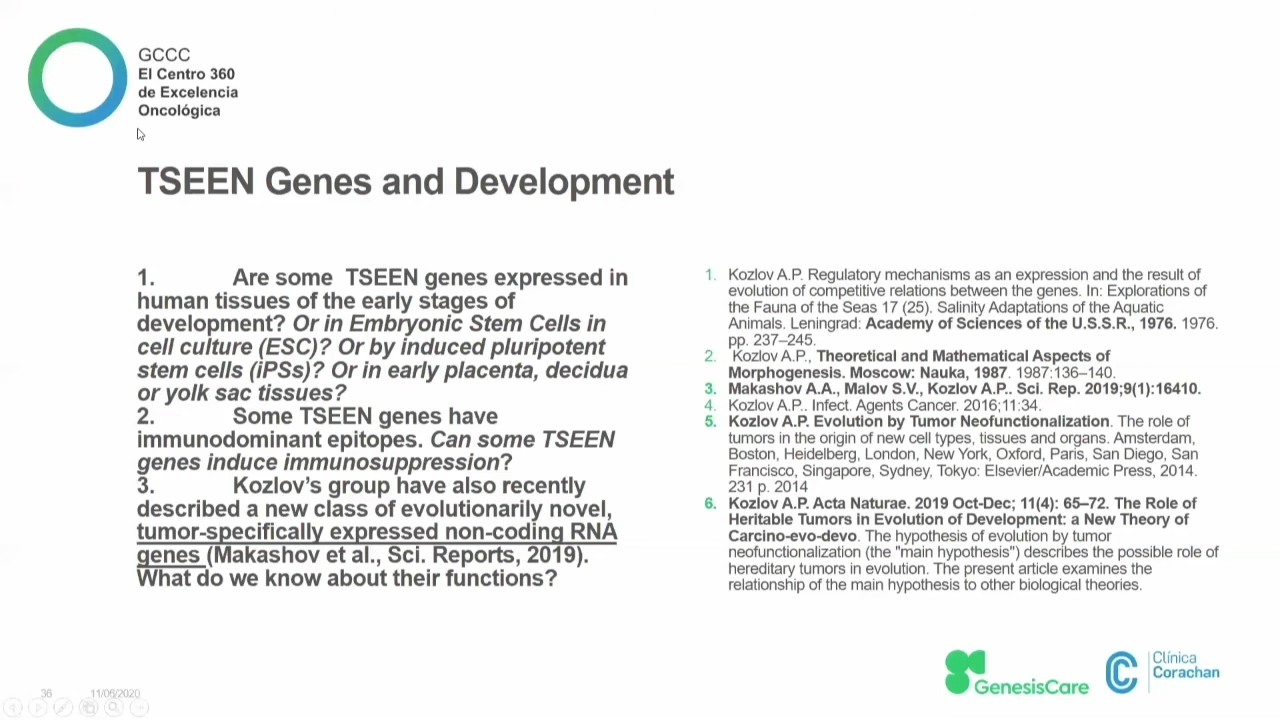 GCCC
El Centro 360
de Excelencia
Oncológica
TSEEN Genes and Development
1. Are some TSEEN genes expressed in
human tissues of the early stages of
development? Or in Embryonic Stem Cells in
cell culture (ESC)? Or by induced pluripotent
stem cells (iPSs)? Or in early placenta, decidua
or yolk sac tissues?
2. Some TSEEN genes have
immunodominant epitopes. Can some TSEEN
genes induce immunosuppression?
3. Kozlov’s group have also recently
described a new class of evolutionarily novel,
tumor-specifically expressed non-coding RNA
genes (Makashov et al., Sci. Reports, 2019).
What do we know about their functions?
1. Kozlov A.P. Regulatory mechanisms as an expression and the result of
evolution of competitive relations between the genes. In: Explorations of
the Fauna of the Seas 17 (25). Salinity Adaptations of the Aquatic
Animals. Leningrad: Academy of Sciences of the U.S.S.R., 1976. 1976.
pp. 237–245.
2. Kozlov A.P., Theoretical and Mathematical Aspects of
Morphogenesis. Moscow: Nauka, 1987. 1987:136–140.
3. Makashov A.A., Malov S.V., Kozlov A.P.. Sci. Rep. 2019;9(1):16410.
4. Kozlov A.P.. Infect. Agents Cancer. 2016;11:34.
5. Kozlov A.P. Evolution by Tumor Neofunctionalization. The role of
tumors in the origin of new cell types, tissues and organs. Amsterdam,
Boston, Heidelberg, London, New York, Oxford, Paris, San Diego, San
Francisco, Singapore, Sydney, Tokyo: Elsevier/Academic Press, 2014.
231 p. 2014
6. Kozlov A.P. Acta Naturae. 2019 Oct-Dec; 11(4): 65–72. The Role of
Heritable Tumors in Evolution of Development: a New Theory of
Carcino-evo-devo. The hypothesis of evolution by tumor
neofunctionalization (the "main hypothesis") describes the possible role of
hereditary tumors in evolution. The present article examines the
relationship of the main hypothesis to other biological theories.
GenesisCare
Clínica
Corachan
36 11/06/2020